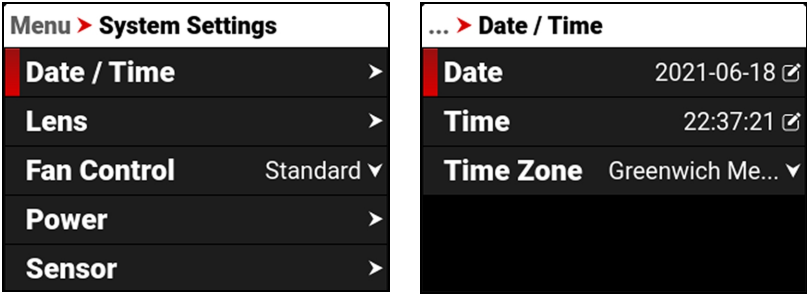 Menu > System Settings
Date / Time
Lens
Fan Control Standard
Power
Sensor
... > Date / Time
Date 2021-06-18
Time 22:37:21
Time Zone Greenwich Me...